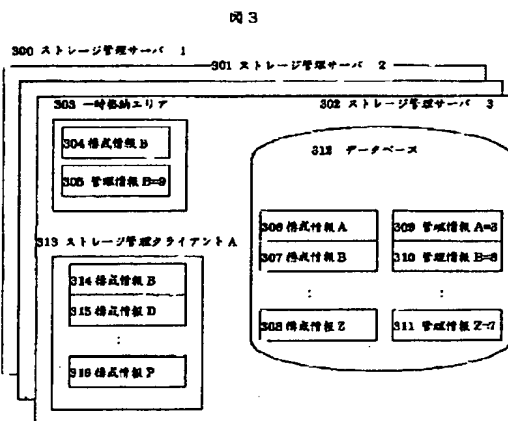 図3
300 ストレージ管理サーバ 1
301 ストレージ管理サーバ 2
302 ストレージ管理サーバ 3
303 一時格納エリア
304 構成情報 B
305 管理情報 B=9
312 データベース
306 構成情報 A
309 管理情報 A=3
307 構成情報 B
310 管理情報 B=8
:
:
308 構成情報 Z
311 管理情報 Z=7
313 ストレージ管理クライアント A
314 構成情報 B
315 構成情報 D
:
316 構成情報 P